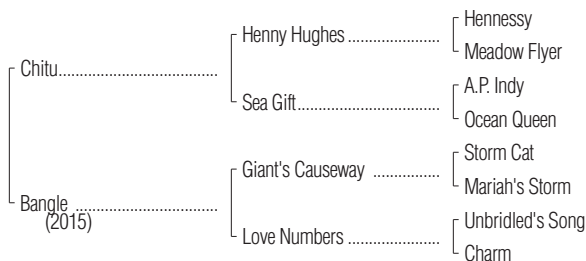 Hennessy
Henny Hughes ......................
Meadow Flyer
Chitu......................................
A.P. Indy
Sea Gift..................................
Ocean Queen
Storm Cat
Giant's Causeway ................
Mariah's Storm
Bangle ..................................
(2015)
Unbridled's Song
Love Numbers ......................
Charm